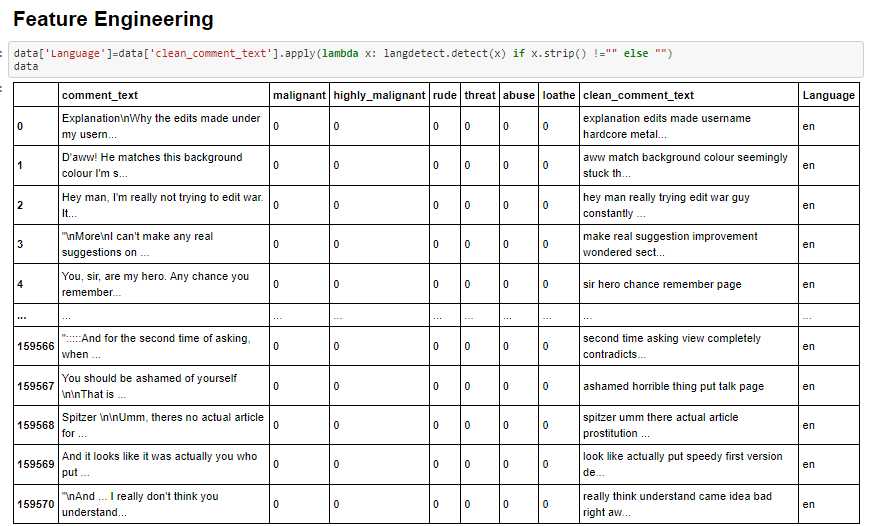 Feature Engineering
data['Language']=data['clean_comment_text'].apply(lambda x: langdetect.detect(x) if x.strip() !="" else "")
data
comment_text malignant highly_malignant rude threat abuse loathe clean_comment_text Language
0 Explanation\nWhy the edits made under my usern... 0 0 0 0 0 0 explanation edits made username hardcore metal... en
1 D'aww! He matches this background colour I'm s... 0 0 0 0 0 0 aww match background colour seemingly stuck th... en
2 Hey man, I'm really not trying to edit war. It... 0 0 0 0 0 0 hey man really trying edit war guy constantly ... en
3 "\nMore\nI can't make any real suggestions on ... 0 0 0 0 0 0 make real suggestion improvement wondered sect... en
4 You, sir, are my hero. Any chance you remember... 0 0 0 0 0 0 sir hero chance remember page en
... ... ... ... ... ... ... ... ... ...
159566 ":::::And for the second time of asking, when ... 0 0 0 0 0 0 second time asking view completely contradicts... en
159567 You should be ashamed of yourself \n\nThat is ... 0 0 0 0 0 0 ashamed horrible thing put talk page en
159568 Spitzer \n\nUmm, theres no actual article for ... 0 0 0 0 0 0 spitzer umm there actual article prostitution ... en
159569 And it looks like it was actually you who put ... 0 0 0 0 0 0 look like actually put speedy first version de... en
159570 "\nAnd ... I really don't think you understand... 0 0 0 0 0 0 really think understand came idea bad right aw... en